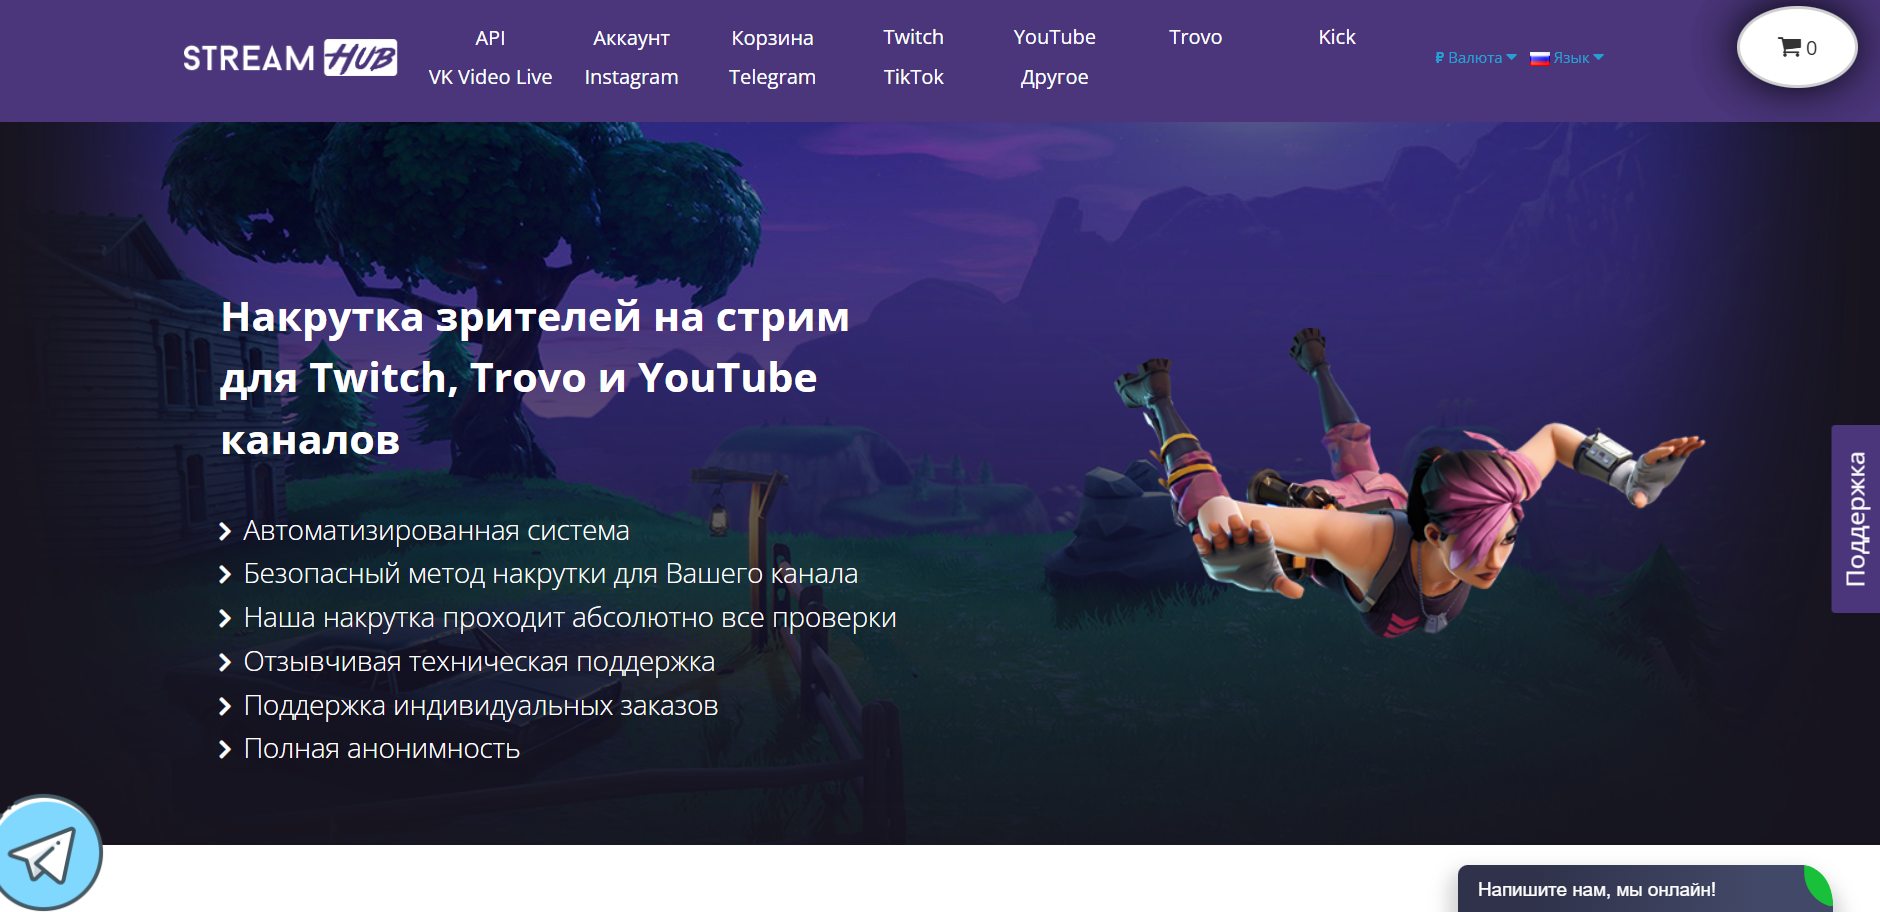 STREAM HUB
API
Аккаунт
Корзина
Twitch
YouTube
Trovo
Kick
VK Video Live
Instagram
Telegram
TikTok
Другое
₽ Валюта
Язык
0
Накрутка зрителей на стрим
для Twitch, Trovo и YouTube
каналов
Автоматизированная система
Безопасный метод накрутки для Вашего канала
Наша накрутка проходит абсолютно все проверки
Отзывчивая техническая поддержка
Поддержка индивидуальных заказов
Полная анонимность
Поддержка
Напишите нам, мы онлайн!